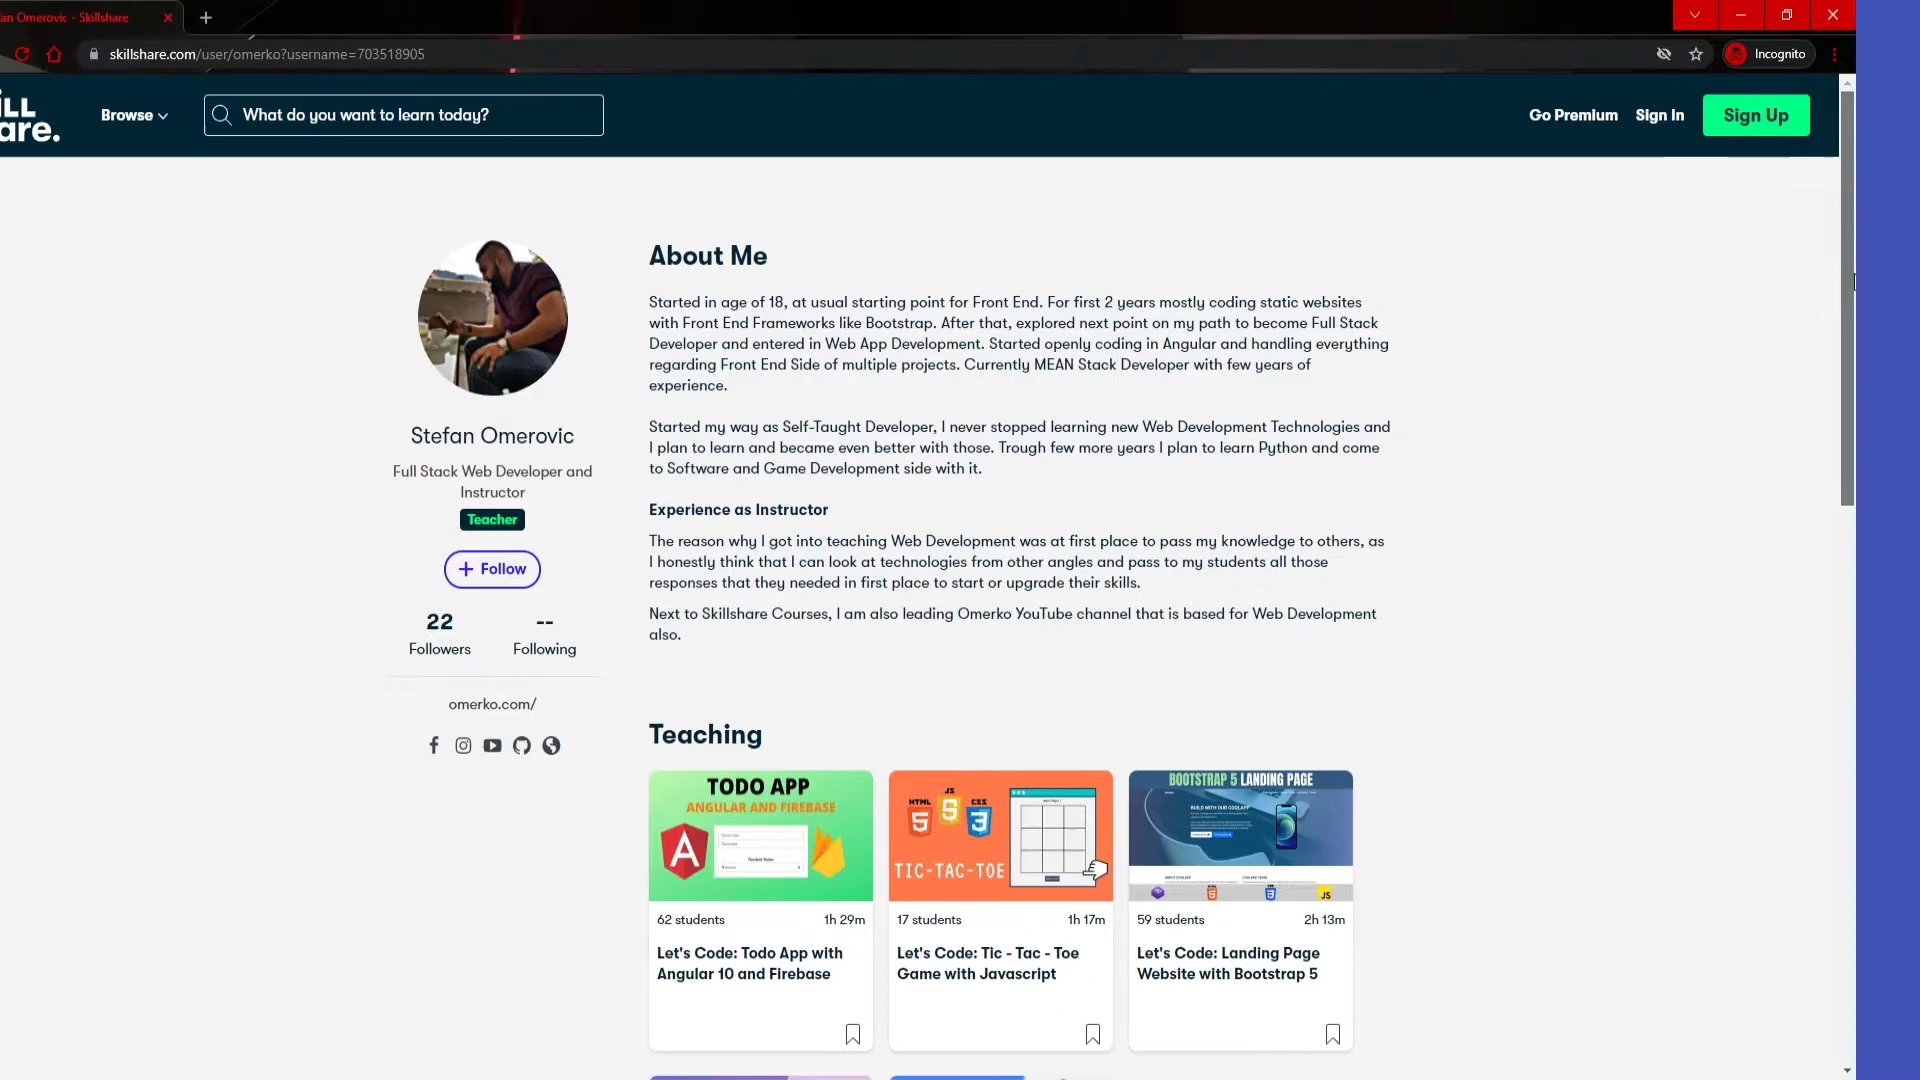 an Omerovic - Skillshare
skillshare.com/user/omerko?username=703518905
Incognito
ILL
are.
Browse
What do you want to learn today?
Go Premium
Sign In
Sign Up
Stefan Omerovic
Full Stack Web Developer and
Instructor
Teacher
+ Follow
22
Followers
--
Following
omerko.com/
About Me
Started in age of 18, at usual starting point for Front End. For first 2 years mostly coding static websites
with Front End Frameworks like Bootstrap. After that, explored next point on my path to become Full Stack
Developer and entered in Web App Development. Started openly coding in Angular and handling everything
regarding Front End Side of multiple projects. Currently MEAN Stack Developer with few years of
experience.
Started my way as Self-Taught Developer, I never stopped learning new Web Development Technologies and
I plan to learn and became even better with those. Trough few more years I plan to learn Python and come
to Software and Game Development side with it.
Experience as Instructor
The reason why I got into teaching Web Development was at first place to pass my knowledge to others, as
I honestly think that I can look at technologies from other angles and pass to my students all those
responses that they needed in first place to start or upgrade their skills.
Next to Skillshare Courses, I am also leading Omerko YouTube channel that is based for Web Development
also.
Teaching
TODO APP
ANGULAR AND FIREBASE
62 students
1h 29m
Let's Code: Todo App with
Angular 10 and Firebase
HTML
JS
CSS
5
5
3
TIC-TAC-TOE
17 students
1h 17m
Let's Code: Tic - Tac - Toe
Game with Javascript
BOOTSTRAP 5 LANDING PAGE
BUILD WITH OUR COOLAPP
JS
59 students
2h 13m
Let's Code: Landing Page
Website with Bootstrap 5